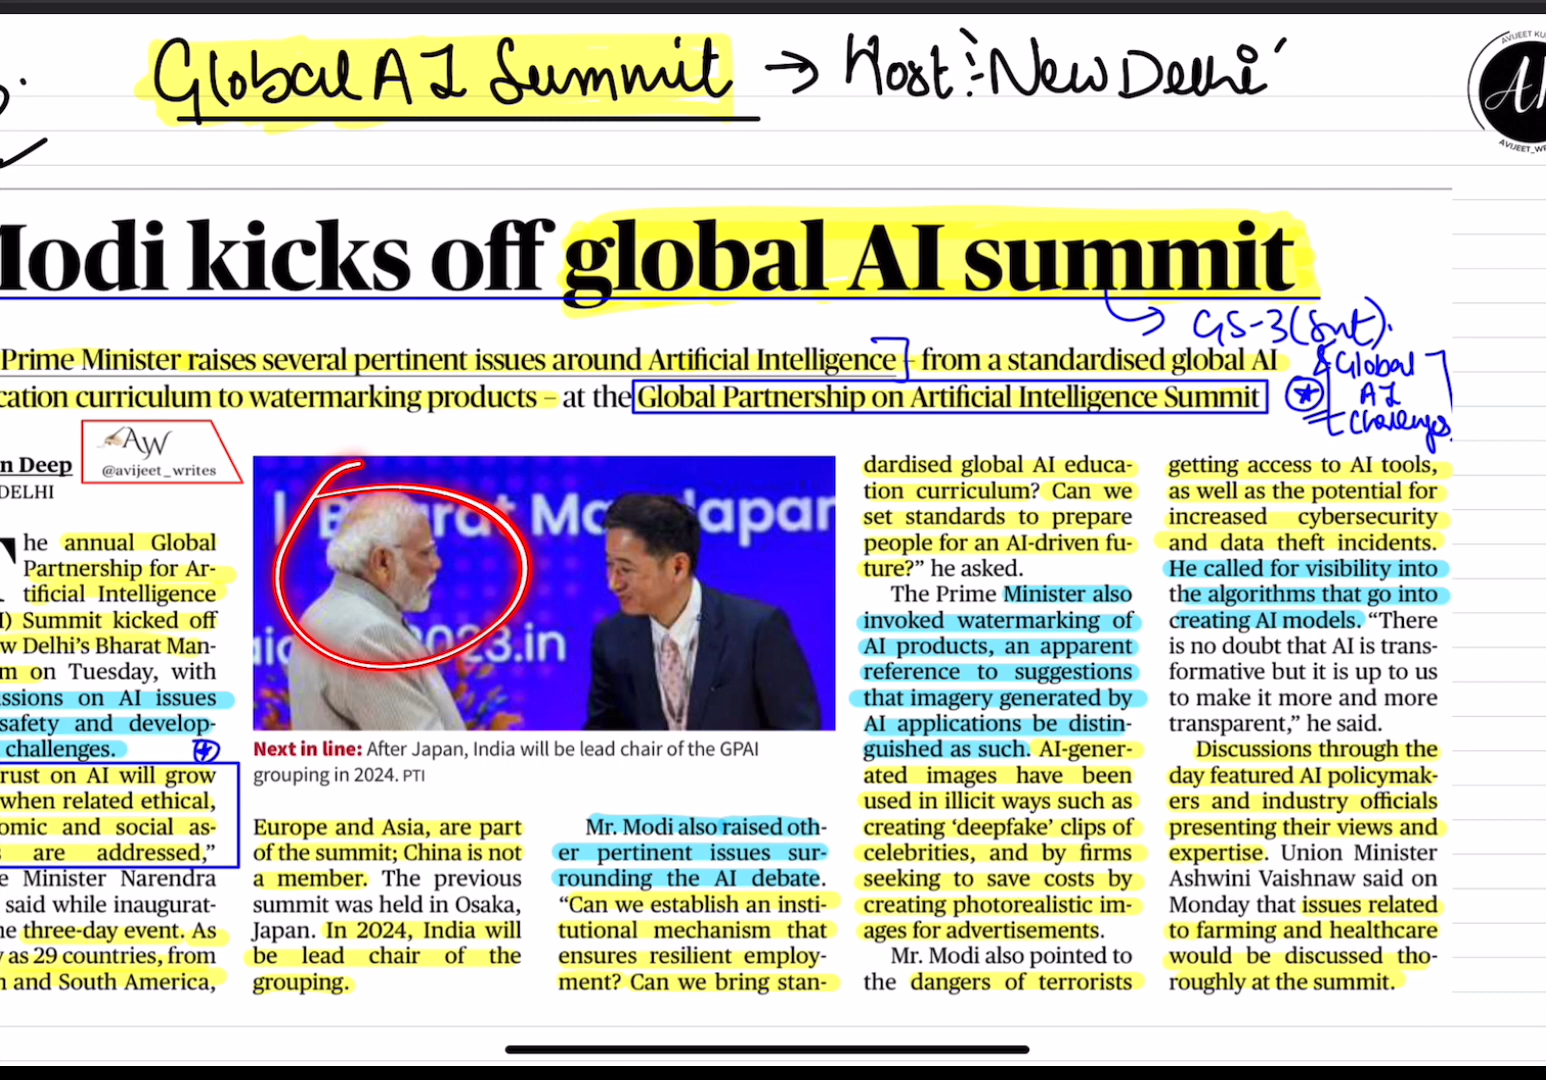 Global AI Summit → Host :- New Delhi
AVIJEET KU
A
AVIJEET_WR
Modi kicks off global AI summit
GS-3 (SnT).
Prime Minister raises several pertinent issues around Artificial Intelligence – from a standardised global AI
cation curriculum to watermarking products – at the Global Partnership on Artificial Intelligence Summit
& Global
AI
Challenges.
AW
@avijeet_writes
n Deep
DELHI
he annual Global
Partnership for Ar-
tificial Intelligence
I) Summit kicked off
w Delhi's Bharat Man-
m on Tuesday, with
ssions on AI issues
safety and develop-
challenges.
rust on AI will grow
when related ethical,
omic and social as-
s are addressed,”
e Minister Narendra
said while inaugurat-
he three-day event. As
y as 29 countries, from
h and South America,
| Bharat Mandapam
2023.in
Next in line: After Japan, India will be lead chair of the GPAI
grouping in 2024. PTI
Europe and Asia, are part
of the summit; China is not
a member. The previous
summit was held in Osaka,
Japan. In 2024, India will
be lead chair of the
grouping.
Mr. Modi also raised oth-
er pertinent issues sur-
rounding the AI debate.
“Can we establish an insti-
tutional mechanism that
ensures resilient employ-
ment? Can we bring stan-
dardised global AI educa-
tion curriculum? Can we
set standards to prepare
people for an AI-driven fu-
ture?” he asked.
The Prime Minister also
invoked watermarking of
AI products, an apparent
reference to suggestions
that imagery generated by
AI applications be distin-
guished as such. AI-gener-
ated images have been
used in illicit ways such as
creating ‘deepfake’ clips of
celebrities, and by firms
seeking to save costs by
creating photorealistic im-
ages for advertisements.
Mr. Modi also pointed to
the dangers of terrorists
getting access to AI tools,
as well as the potential for
increased cybersecurity
and data theft incidents.
He called for visibility into
the algorithms that go into
creating AI models. “There
is no doubt that AI is trans-
formative but it is up to us
to make it more and more
transparent,” he said.
Discussions through the
day featured AI policymak-
ers and industry officials
presenting their views and
expertise. Union Minister
Ashwini Vaishnaw said on
Monday that issues related
to farming and healthcare
would be discussed tho-
roughly at the summit.